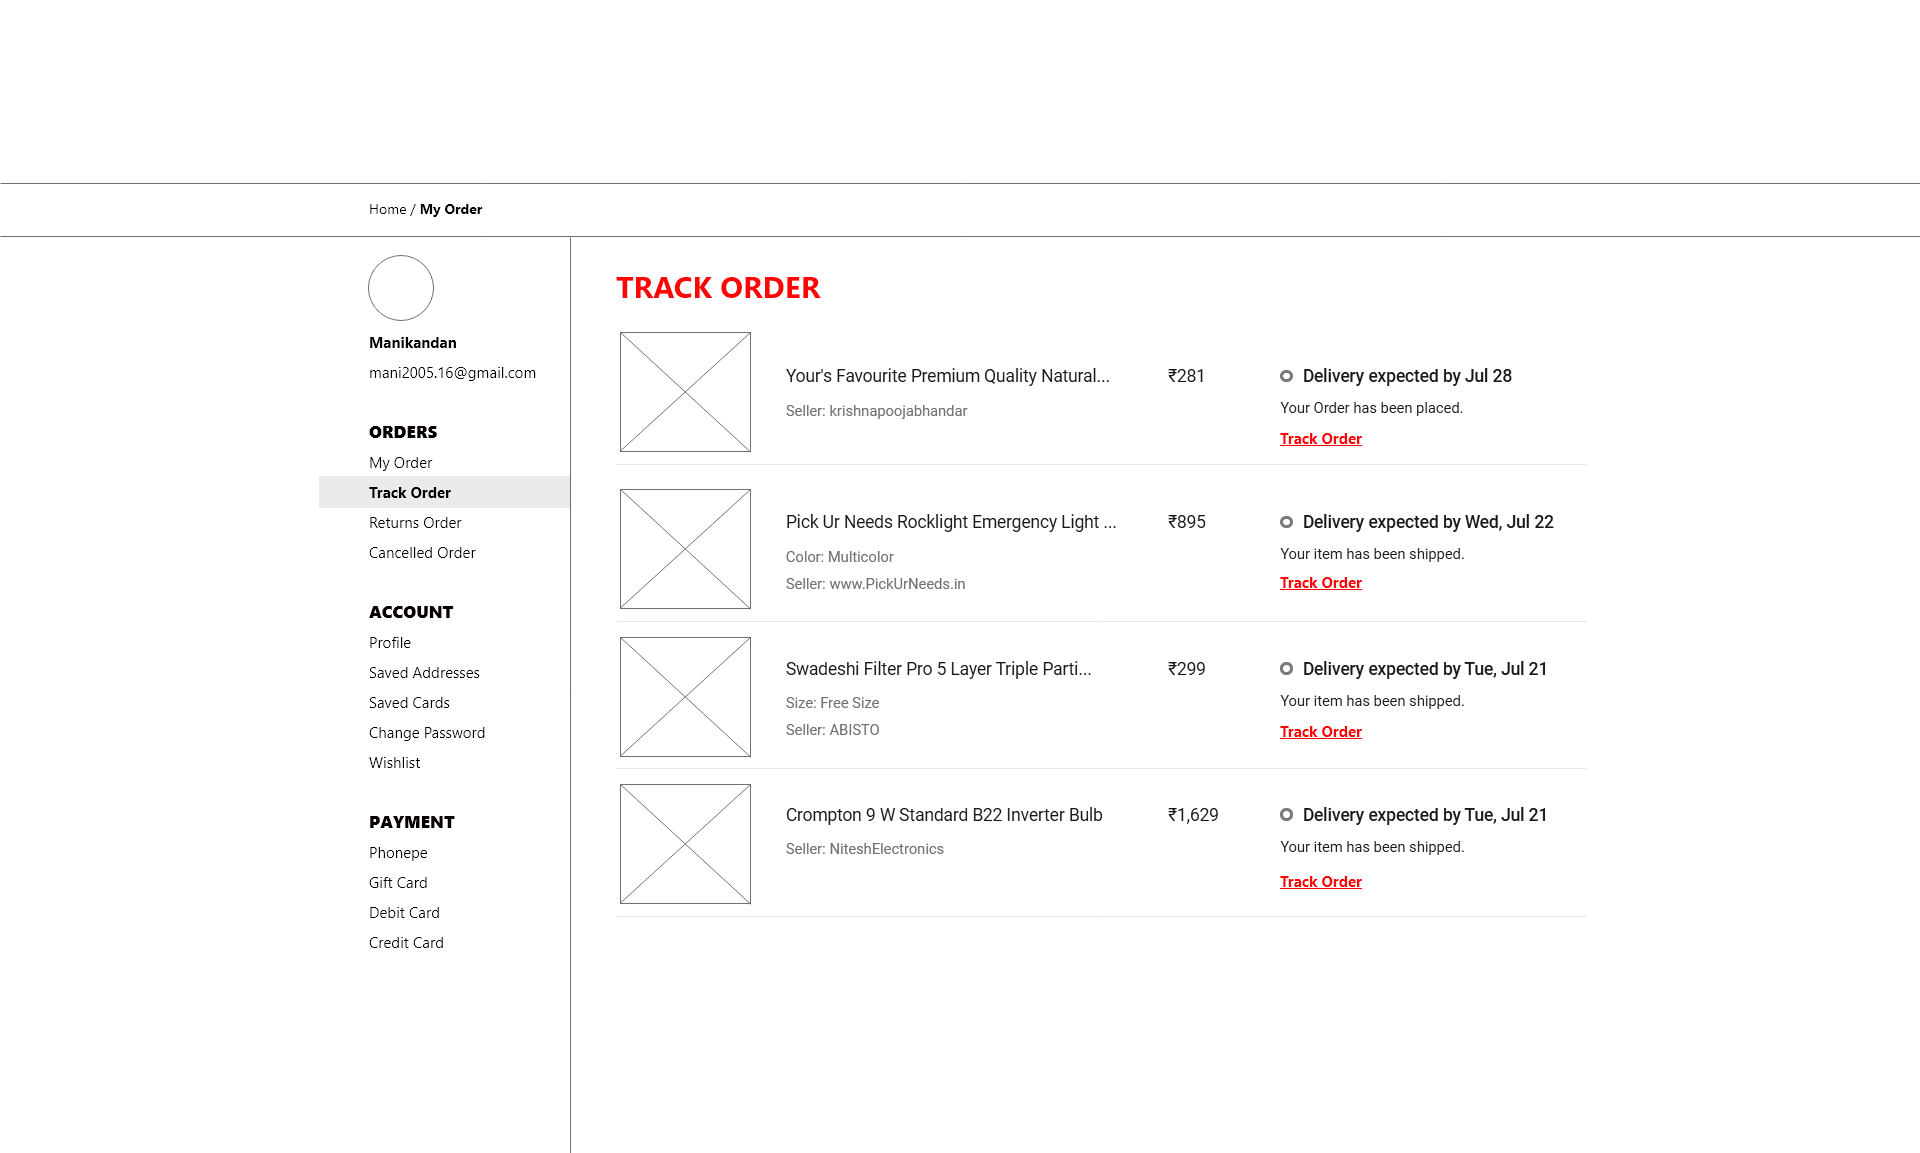 Home / My Order
Manikandan
mani2005.16@gmail.com
ORDERS
My Order
Track Order
Returns Order
Cancelled Order
ACCOUNT
Profile
Saved Addresses
Saved Cards
Change Password
Wishlist
PAYMENT
Phonepe
Gift Card
Debit Card
Credit Card
TRACK ORDER
Your's Favourite Premium Quality Natural... ₹281 Delivery expected by Jul 28
Seller: krishnapoojabhandar Your Order has been placed.
Track Order
Pick Ur Needs Rocklight Emergency Light ... ₹895 Delivery expected by Wed, Jul 22
Color: Multicolor Your item has been shipped.
Seller: www.PickUrNeeds.in Track Order
Swadeshi Filter Pro 5 Layer Triple Parti... ₹299 Delivery expected by Tue, Jul 21
Size: Free Size Your item has been shipped.
Seller: ABISTO Track Order
Crompton 9 W Standard B22 Inverter Bulb ₹1,629 Delivery expected by Tue, Jul 21
Seller: NiteshElectronics Your item has been shipped.
Track Order